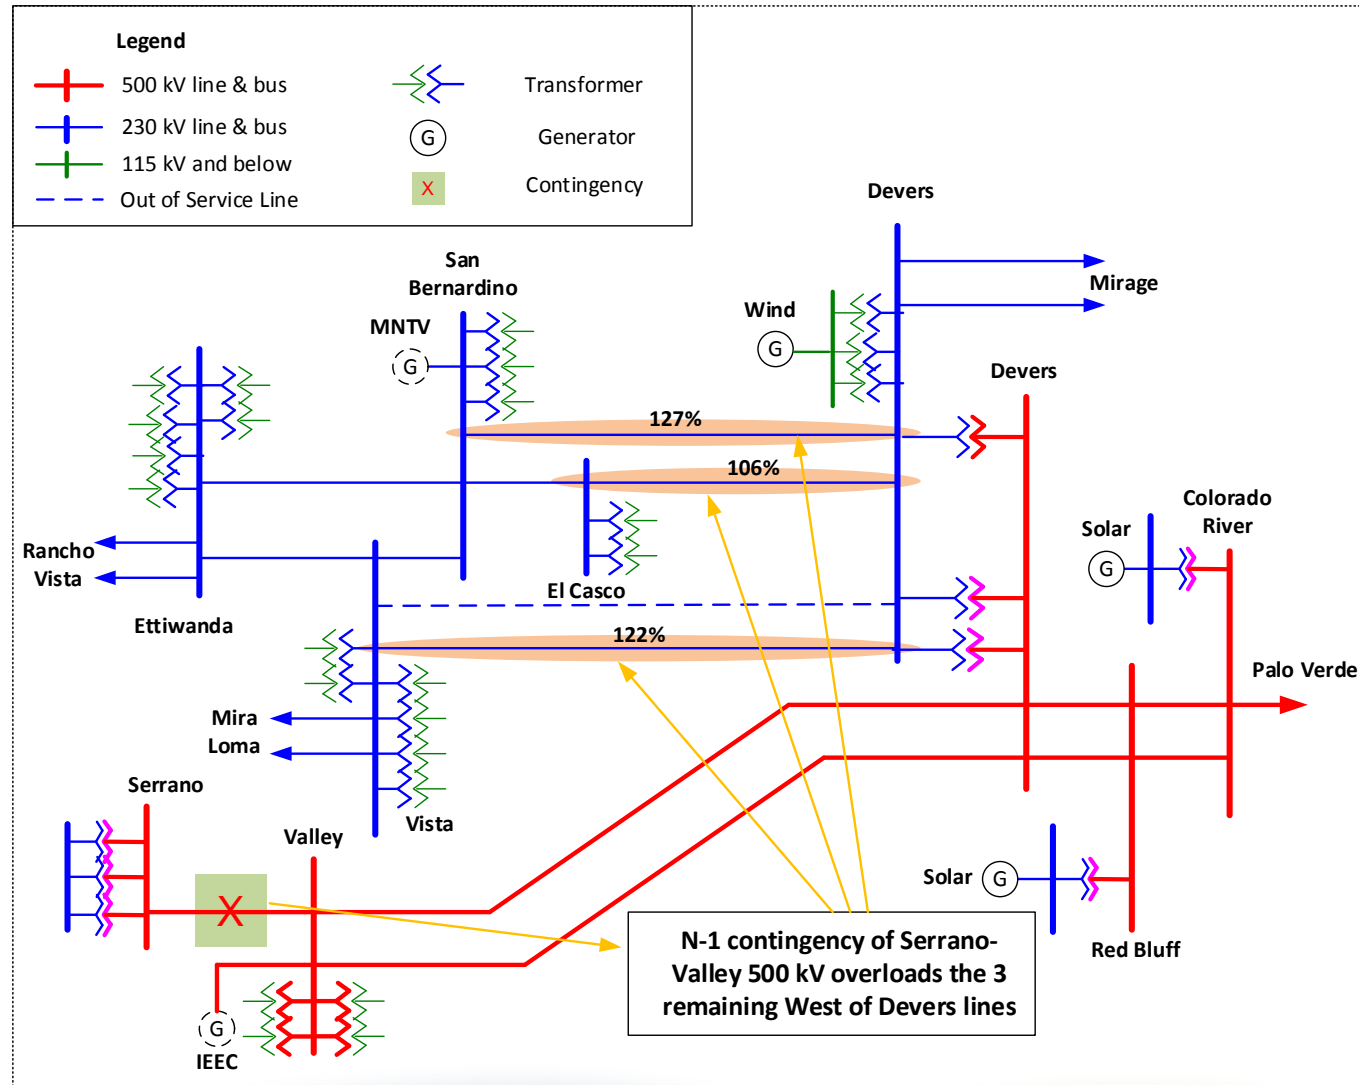 Legend
500 kV line & bus
230 kV line & bus
115 kV and below
Out of Service Line
Transformer
G
Generator
X
Contingency
Devers
Mirage
San
Bernardino
MNTV
G
Wind
G
Devers
127%
106%
Colorado
River
Solar
G
Rancho
Vista
Ettiwanda
El Casco
122%
Palo Verde
Mira
Loma
Vista
Serrano
Valley
X
Solar
G
Red Bluff
N-1 contingency of Serrano-
Valley 500 kV overloads the 3
remaining West of Devers lines
G
IEEC